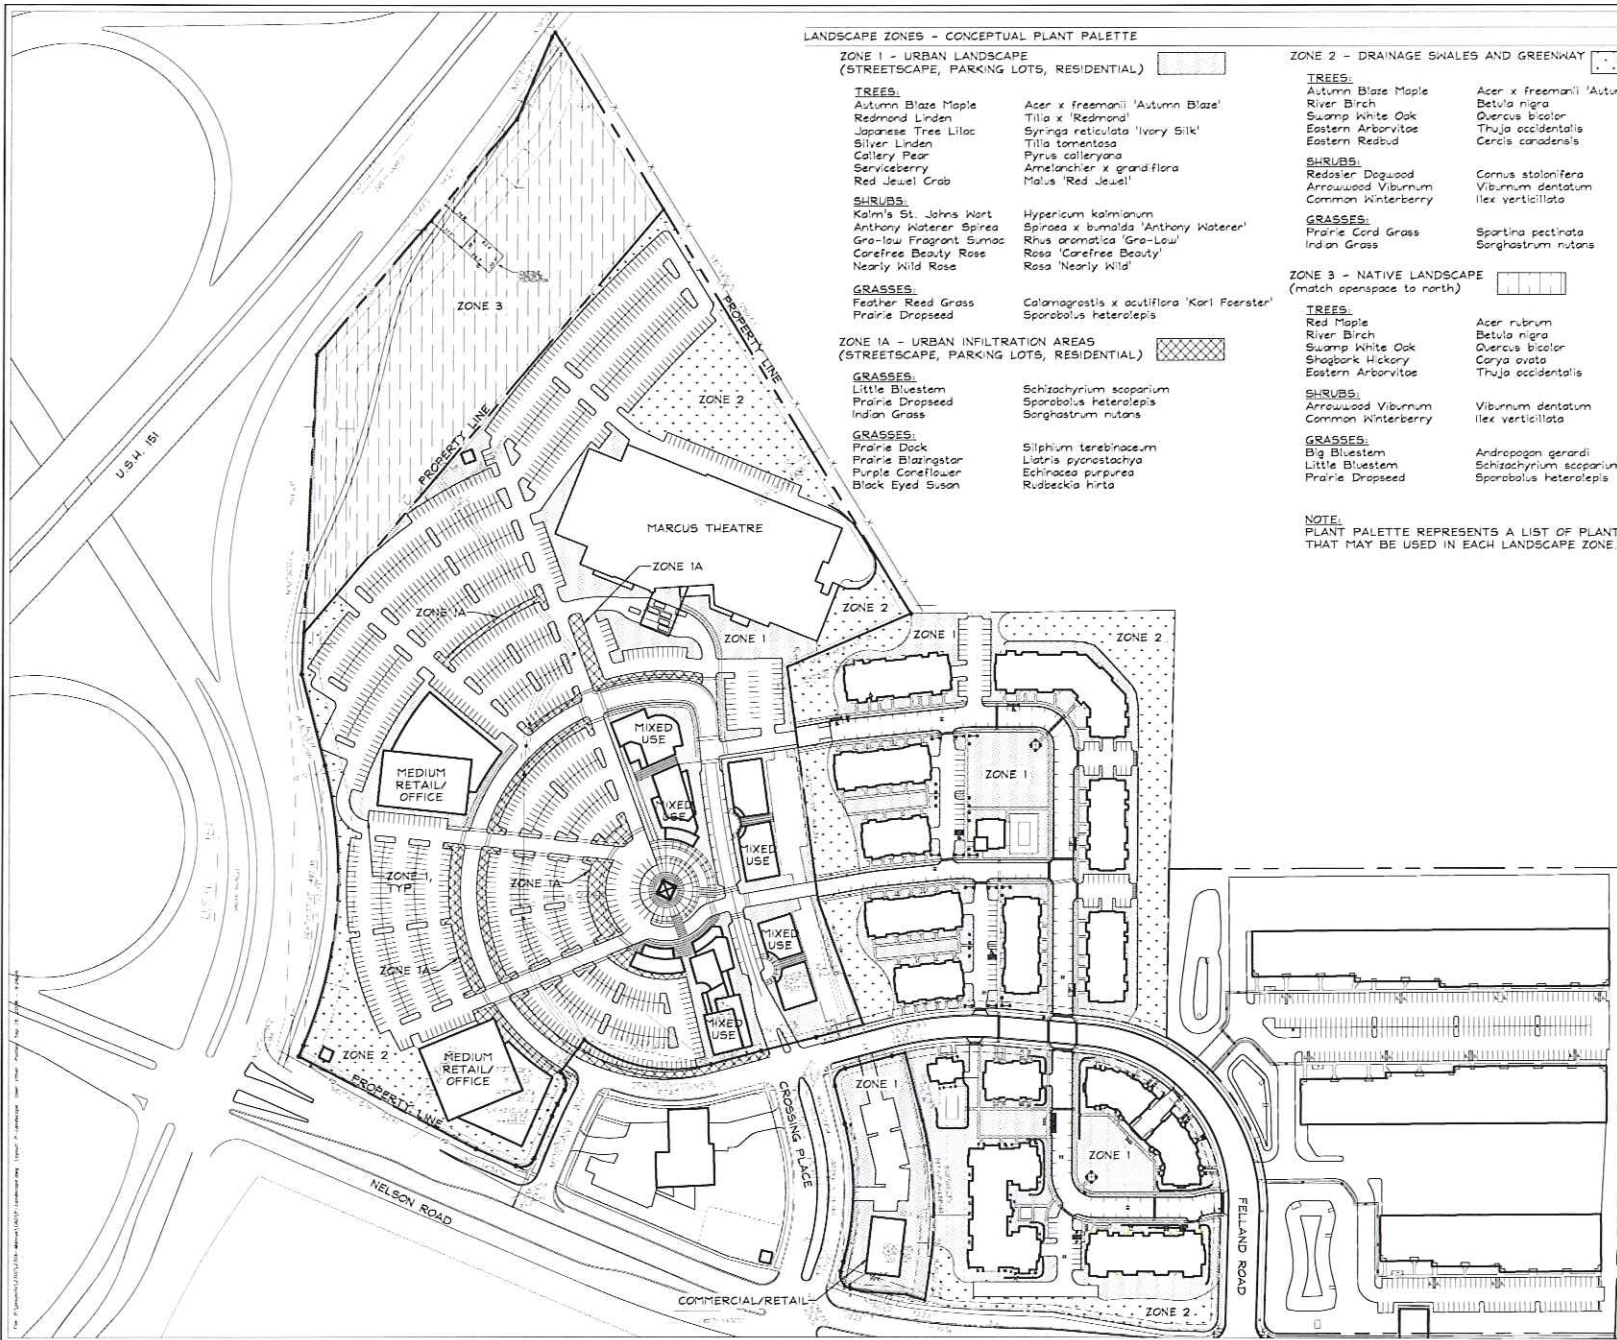 LANDSCAPE ZONES - CONCEPTUAL PLANT PALETTE
ZONE 1 - URBAN LANDSCAPE
(STREETSCAPE, PARKING LOTS, RESIDENTIAL)
TREES:
Autumn Blaze Maple Acer x freemanii 'Autumn Blaze'
Redmond Linden Tilia x 'Redmond'
Japanese Tree Lilac Syringa reticulata 'Ivory Silk'
Silver Linden Tilia tomentosa
Callery Pear Pyrus calleryana
Serviceberry Amelanchier x grandiflora
Red Jewel Crab Malus 'Red Jewel'
SHRUBS:
Kalm's St. Johns Wort Hypericum kalmianum
Anthony Waterer Spirea Spiraea x bumalda 'Anthony Waterer'
Gro-low Fragrant Sumac Rhus aromatica 'Gro-Low'
Carefree Beauty Rose Rosa 'Carefree Beauty'
Nearly Wild Rose Rosa 'Nearly Wild'
GRASSES:
Feather Reed Grass Calamagrostis x acutiflora 'Karl Foerster'
Prairie Dropseed Sporobolus heterolepis
ZONE 1A - URBAN INFILTRATION AREAS
(STREETSCAPE, PARKING LOTS, RESIDENTIAL)
GRASSES:
Little Bluestem Schizachyrium scoparium
Prairie Dropseed Sporobolus heterolepis
Indian Grass Sorghastrum nutans
GRASSES:
Prairie Dock Silphium terebinaceum
Prairie Blazingstar Liatris pycnostachya
Purple Coneflower Echinacea purpurea
Black Eyed Susan Rudbeckia hirta
ZONE 2 - DRAINAGE SWALES AND GREENWAY
TREES:
Autumn Blaze Maple Acer x freemanii 'Autu
River Birch Betula nigra
Swamp White Oak Quercus bicolor
Eastern Arborvitae Thuja occidentalis
Eastern Redbud Cercis canadensis
SHRUBS:
Redosier Dogwood Cornus stolonifera
Arrowwood Viburnum Viburnum dentatum
Common Winterberry Ilex verticillata
GRASSES:
Prairie Cord Grass Spartina pectinata
Indian Grass Sorghastrum nutans
ZONE 3 - NATIVE LANDSCAPE
(match openspace to north)
TREES:
Red Maple Acer rubrum
River Birch Betula nigra
Swamp White Oak Quercus bicolor
Shagbark Hickory Carya ovata
Eastern Arborvitae Thuja occidentalis
SHRUBS:
Arrowwood Viburnum Viburnum dentatum
Common Winterberry Ilex verticillata
GRASSES:
Big Bluestem Andropogon gerardi
Little Bluestem Schizachyrium scoparium
Prairie Dropseed Sporobolus heterolepis
NOTE:
PLANT PALETTE REPRESENTS A LIST OF PLANT
THAT MAY BE USED IN EACH LANDSCAPE ZONE.
ZONE 3
PROPERTY LINE
ZONE 2
PROPERTY LINE
U.S.H. 151
MARCUS THEATRE
ZONE 1A
ZONE 1A
ZONE 2
ZONE 1
ZONE 1
ZONE 2
MIXED
USE
MEDIUM
RETAIL/
OFFICE
ZONE 1
MIXED
USE
MIXED
USE
ZONE 1,
TYP.
ZONE 1A
MIXED
USE
ZONE 1A
MIXED
USE
ZONE 2
MEDIUM
RETAIL/
OFFICE
PROPERTY LINE
CROSSING PLACE
ZONE 1
ZONE 1
NELSON ROAD
FELLAND ROAD
COMMERCIAL/RETAIL
ZONE 2